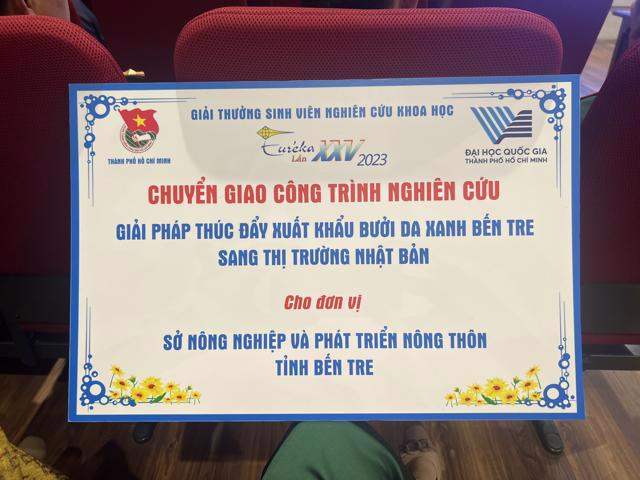 GIẢI THƯỞNG SINH VIÊN NGHIÊN CỨU KHOA HỌC
THÀNH PHỐ HỒ CHÍ MINH
Euréka
Lần XXV 2023
ĐẠI HỌC QUỐC GIA
THÀNH PHỐ HỒ CHÍ MINH
CHUYỂN GIAO CÔNG TRÌNH NGHIÊN CỨU
GIẢI PHÁP THÚC ĐẨY XUẤT KHẨU BƯỞI DA XANH BẾN TRE
SANG THỊ TRƯỜNG NHẬT BẢN
Cho đơn vị
SỞ NÔNG NGHIỆP VÀ PHÁT TRIỂN NÔNG THÔN
TỈNH BẾN TRE